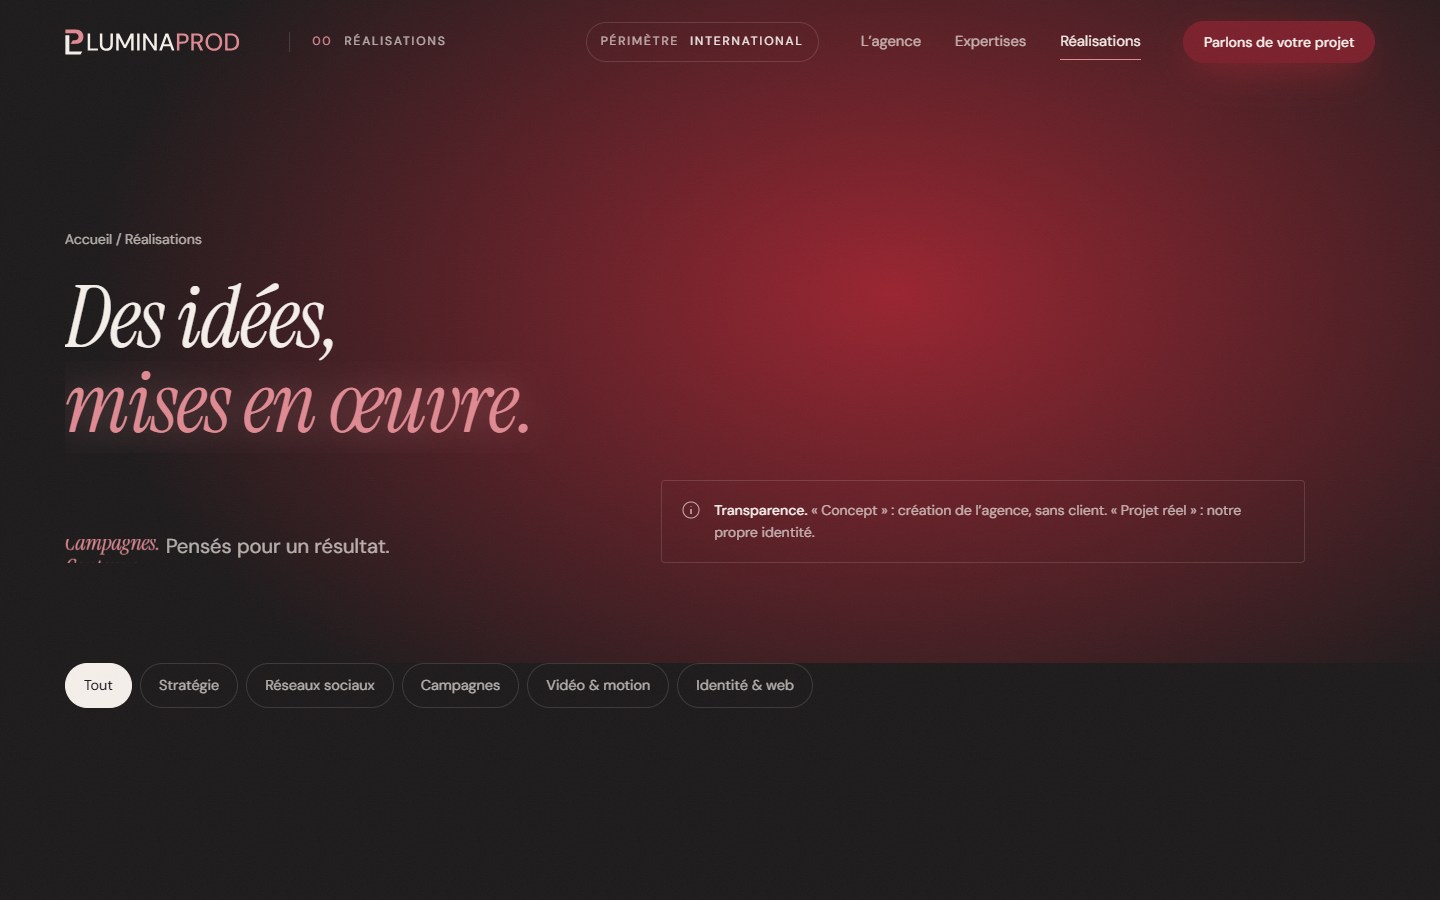 LUMINAPROD
00 RÉALISATIONS
PÉRIMÈTRE INTERNATIONAL
L’agence
Expertises
Réalisations
Parlons de votre projet
Accueil / Réalisations
Des idées,
mises en œuvre.
Campagnes. Pensés pour un résultat.
Transparence. « Concept » : création de l’agence, sans client. « Projet réel » : notre
propre identité.
Tout
Stratégie
Réseaux sociaux
Campagnes
Vidéo & motion
Identité & web